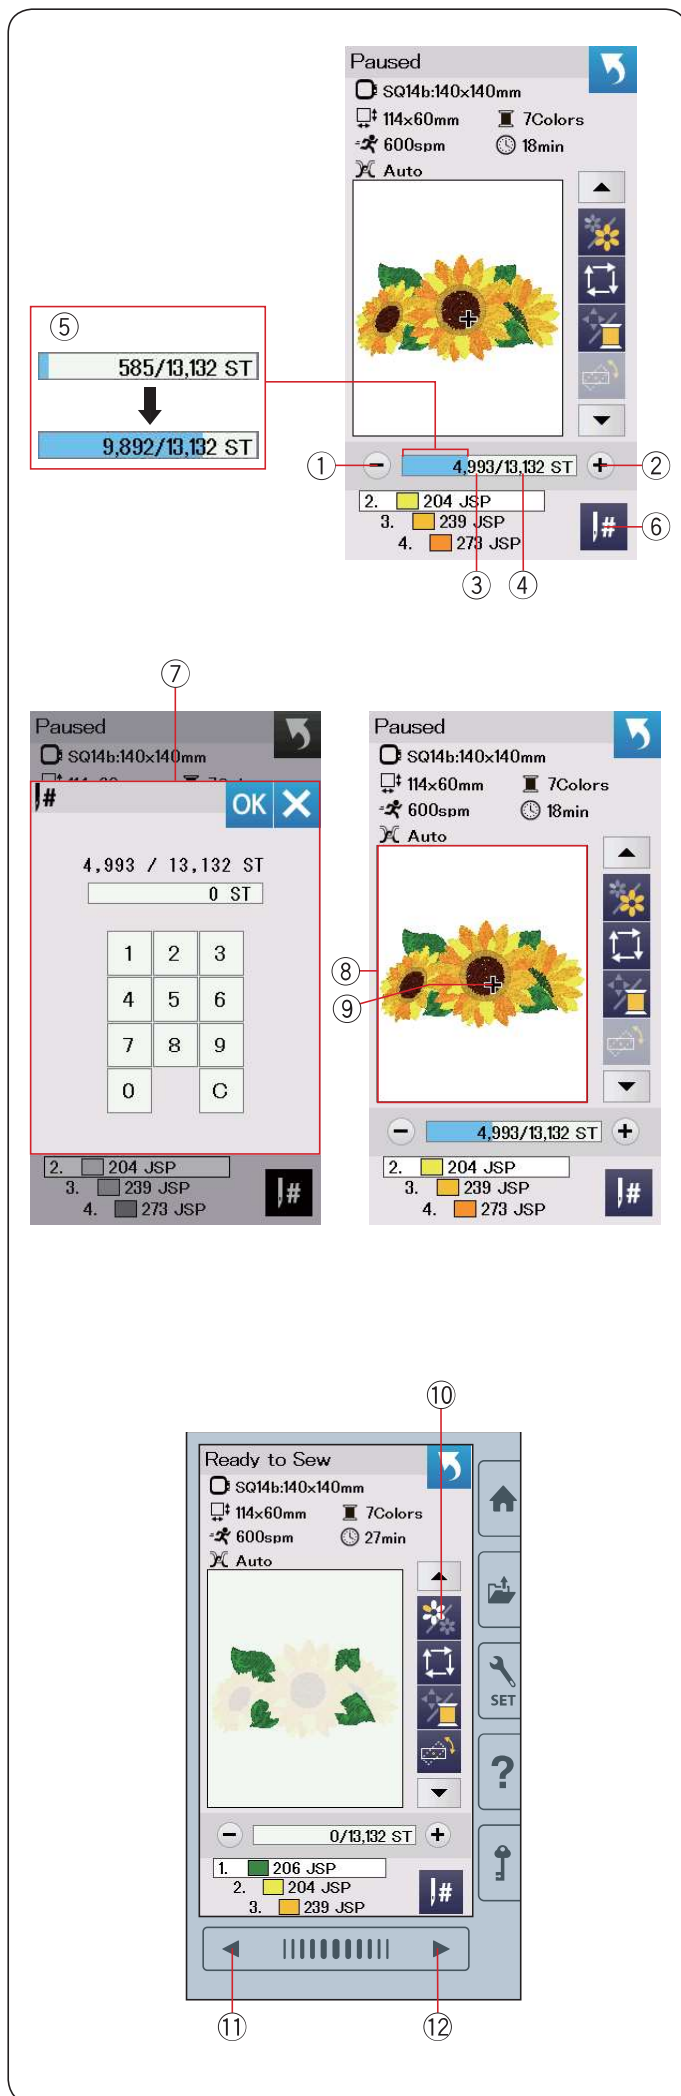 Paused
SQ14b:140x140mm
114x60mm 7Colors
600spm 18min
Auto
⑤
585/13,132 ST
9,892/13,132 ST
① - 4,993/13,132 ST + ②
2. 204 JSP
3. 239 JSP
4. 273 JSP
# ⑥
③ ④
⑦
Paused
SQ14b:140x140mm
#
OK
4,993 / 13,132 ST
0 ST
1 2 3
4 5 6
7 8 9
0 C
2. 204 JSP
3. 239 JSP
4. 273 JSP
#
Paused
SQ14b:140x140mm
114x60mm 7Colors
600spm 18min
Auto
⑧
⑨
- 4,993/13,132 ST +
2. 204 JSP
3. 239 JSP
4. 273 JSP
#
⑩
Ready to Sew
SQ14b:140x140mm
114x60mm 7Colors
600spm 27min
Auto
SET
?
- 0/13,132 ST +
1. 206 JSP
2. 204 JSP
3. 239 JSP
#
⑪ ⑫